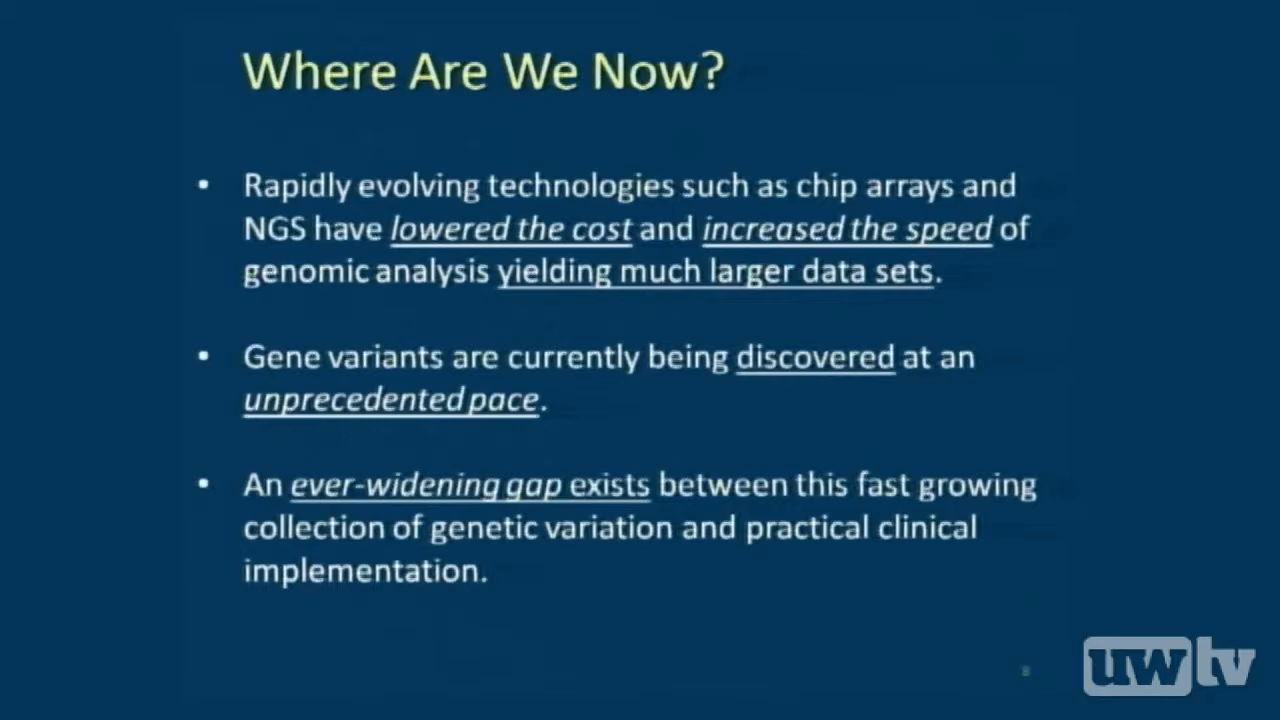 Where Are We Now?
• Rapidly evolving technologies such as chip arrays and
NGS have lowered the cost and increased the speed of
genomic analysis yielding much larger data sets.
• Gene variants are currently being discovered at an
unprecedented pace.
• An ever-widening gap exists between this fast growing
collection of genetic variation and practical clinical
implementation.
uwtv